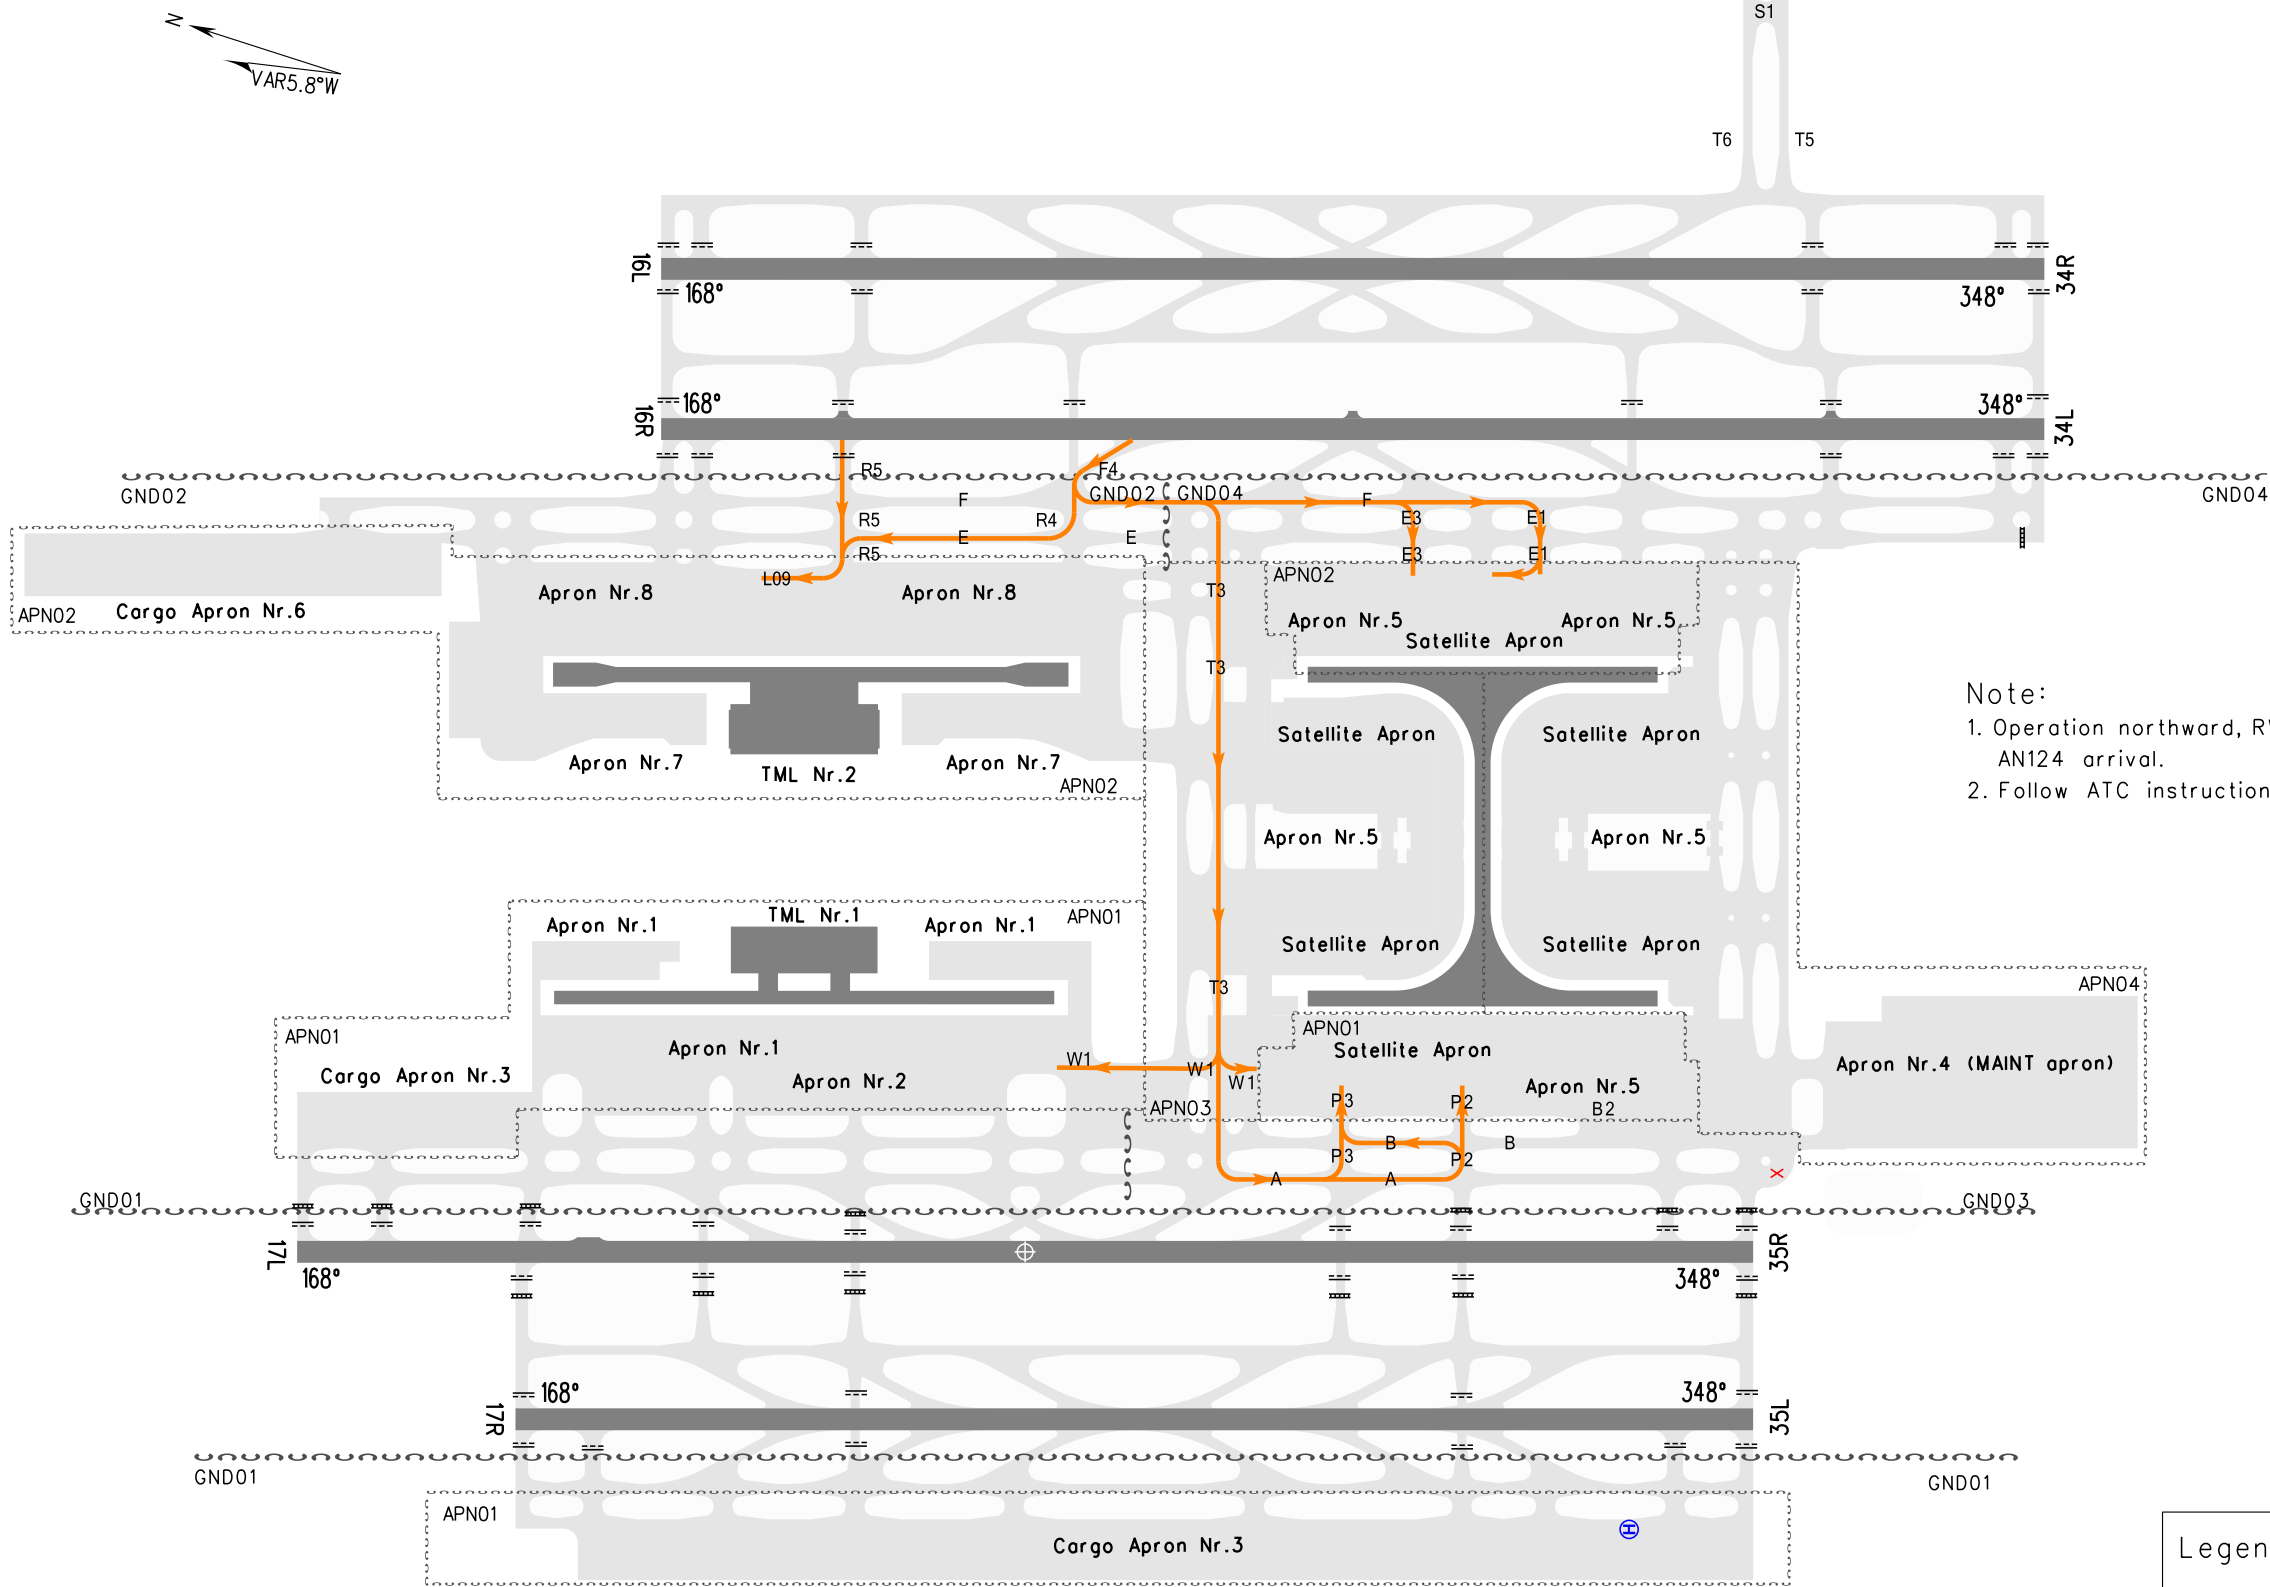 S1
N
VAR5.8°W
T6
T5
16L
34R
168°
348°
168°
348°
16R
34L
R5
F4
GND02
GND02
GND04
GND04
F
F
R5
R4
E3
E1
E
E
R5
E3
E1
L09
APN02
Apron Nr.8
Apron Nr.8
T3
APN02
Cargo Apron Nr.6
Apron Nr.5
Apron Nr.5
Satellite Apron
T3
Note:
1. Operation northward, R
AN124 arrival.
2. Follow ATC instruction
Satellite Apron
Satellite Apron
Apron Nr.7
TML Nr.2
Apron Nr.7
APN02
Apron Nr.5
Apron Nr.5
TML Nr.1
APN01
Apron Nr.1
Apron Nr.1
Satellite Apron
Satellite Apron
T3
APN04
APN01
APN01
Apron Nr.1
Satellite Apron
W1
W1
Apron Nr.4 (MAINT apron)
Cargo Apron Nr.3
Apron Nr.2
W1
Apron Nr.5
P3
P2
APN03
B2
B
B
P3
P2
A
A
X
GND01
GND03
17L
35R
168°
348°
168°
348°
17R
35L
GND01
GND01
APN01
H
Cargo Apron Nr.3
Legen